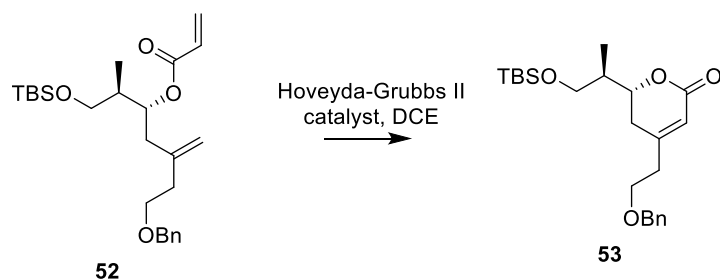 O
O
TBSO
OBn
52
Hoveyda-Grubbs II
catalyst, DCE
TBSO
O
O
OBn
53